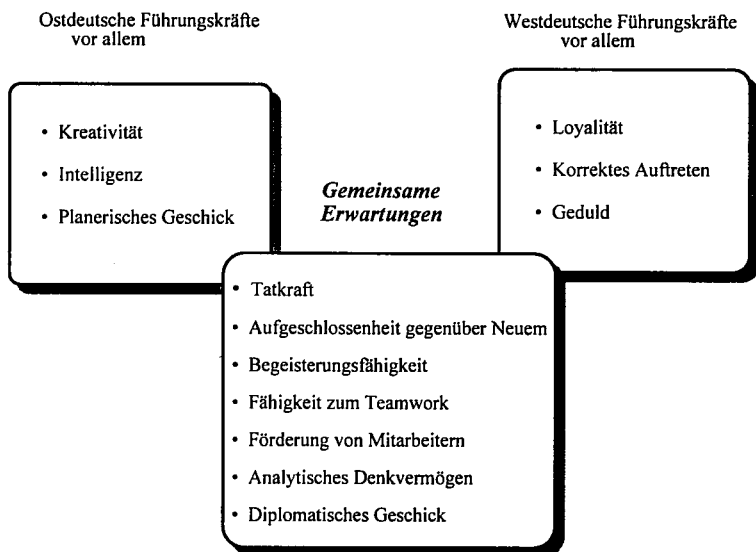 Ostdeutsche Führungskräfte
vor allem
Westdeutsche Führungskräfte
vor allem
• Kreativität
• Intelligenz
• Planerisches Geschick
• Loyalität
• Korrektes Auftreten
• Geduld
Gemeinsame
Erwartungen
• Tatkraft
• Aufgeschlossenheit gegenüber Neuem
• Begeisterungsfähigkeit
• Fähigkeit zum Teamwork
• Förderung von Mitarbeitern
• Analytisches Denkvermögen
• Diplomatisches Geschick